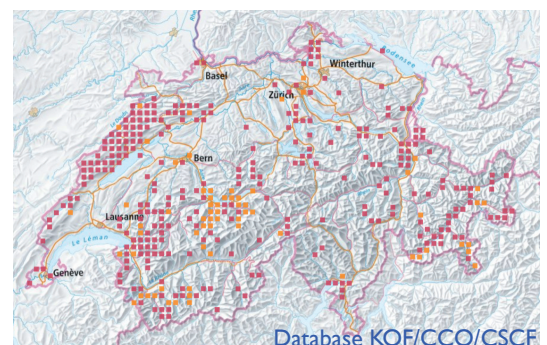 Bodensee
Basel
Winterthur
Zürich
Bern
Lausanne
Le Léman
Genève
Database KOF/CCO/CSCF